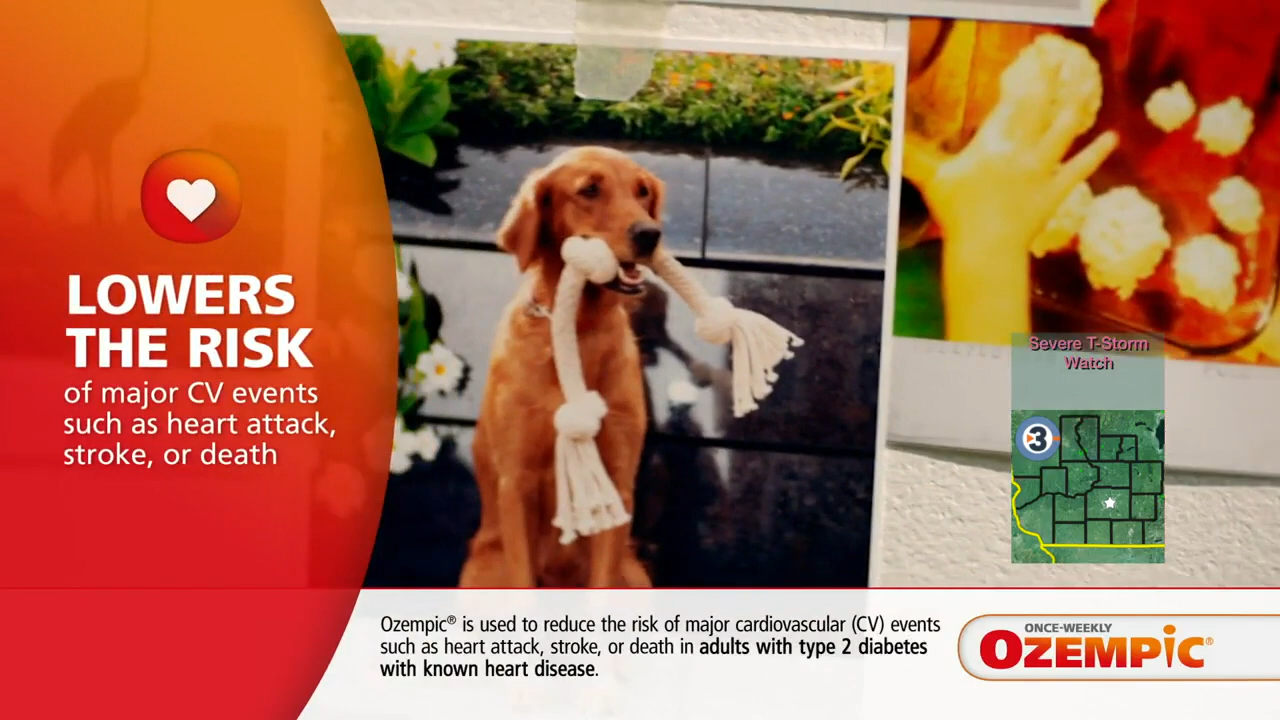 LOWERS
THE RISK
of major CV events
such as heart attack,
stroke, or death
Severe T-Storm
Watch
3
Ozempic® is used to reduce the risk of major cardiovascular (CV) events
such as heart attack, stroke, or death in adults with type 2 diabetes
with known heart disease.
ONCE-WEEKLY
OZEMPIC®